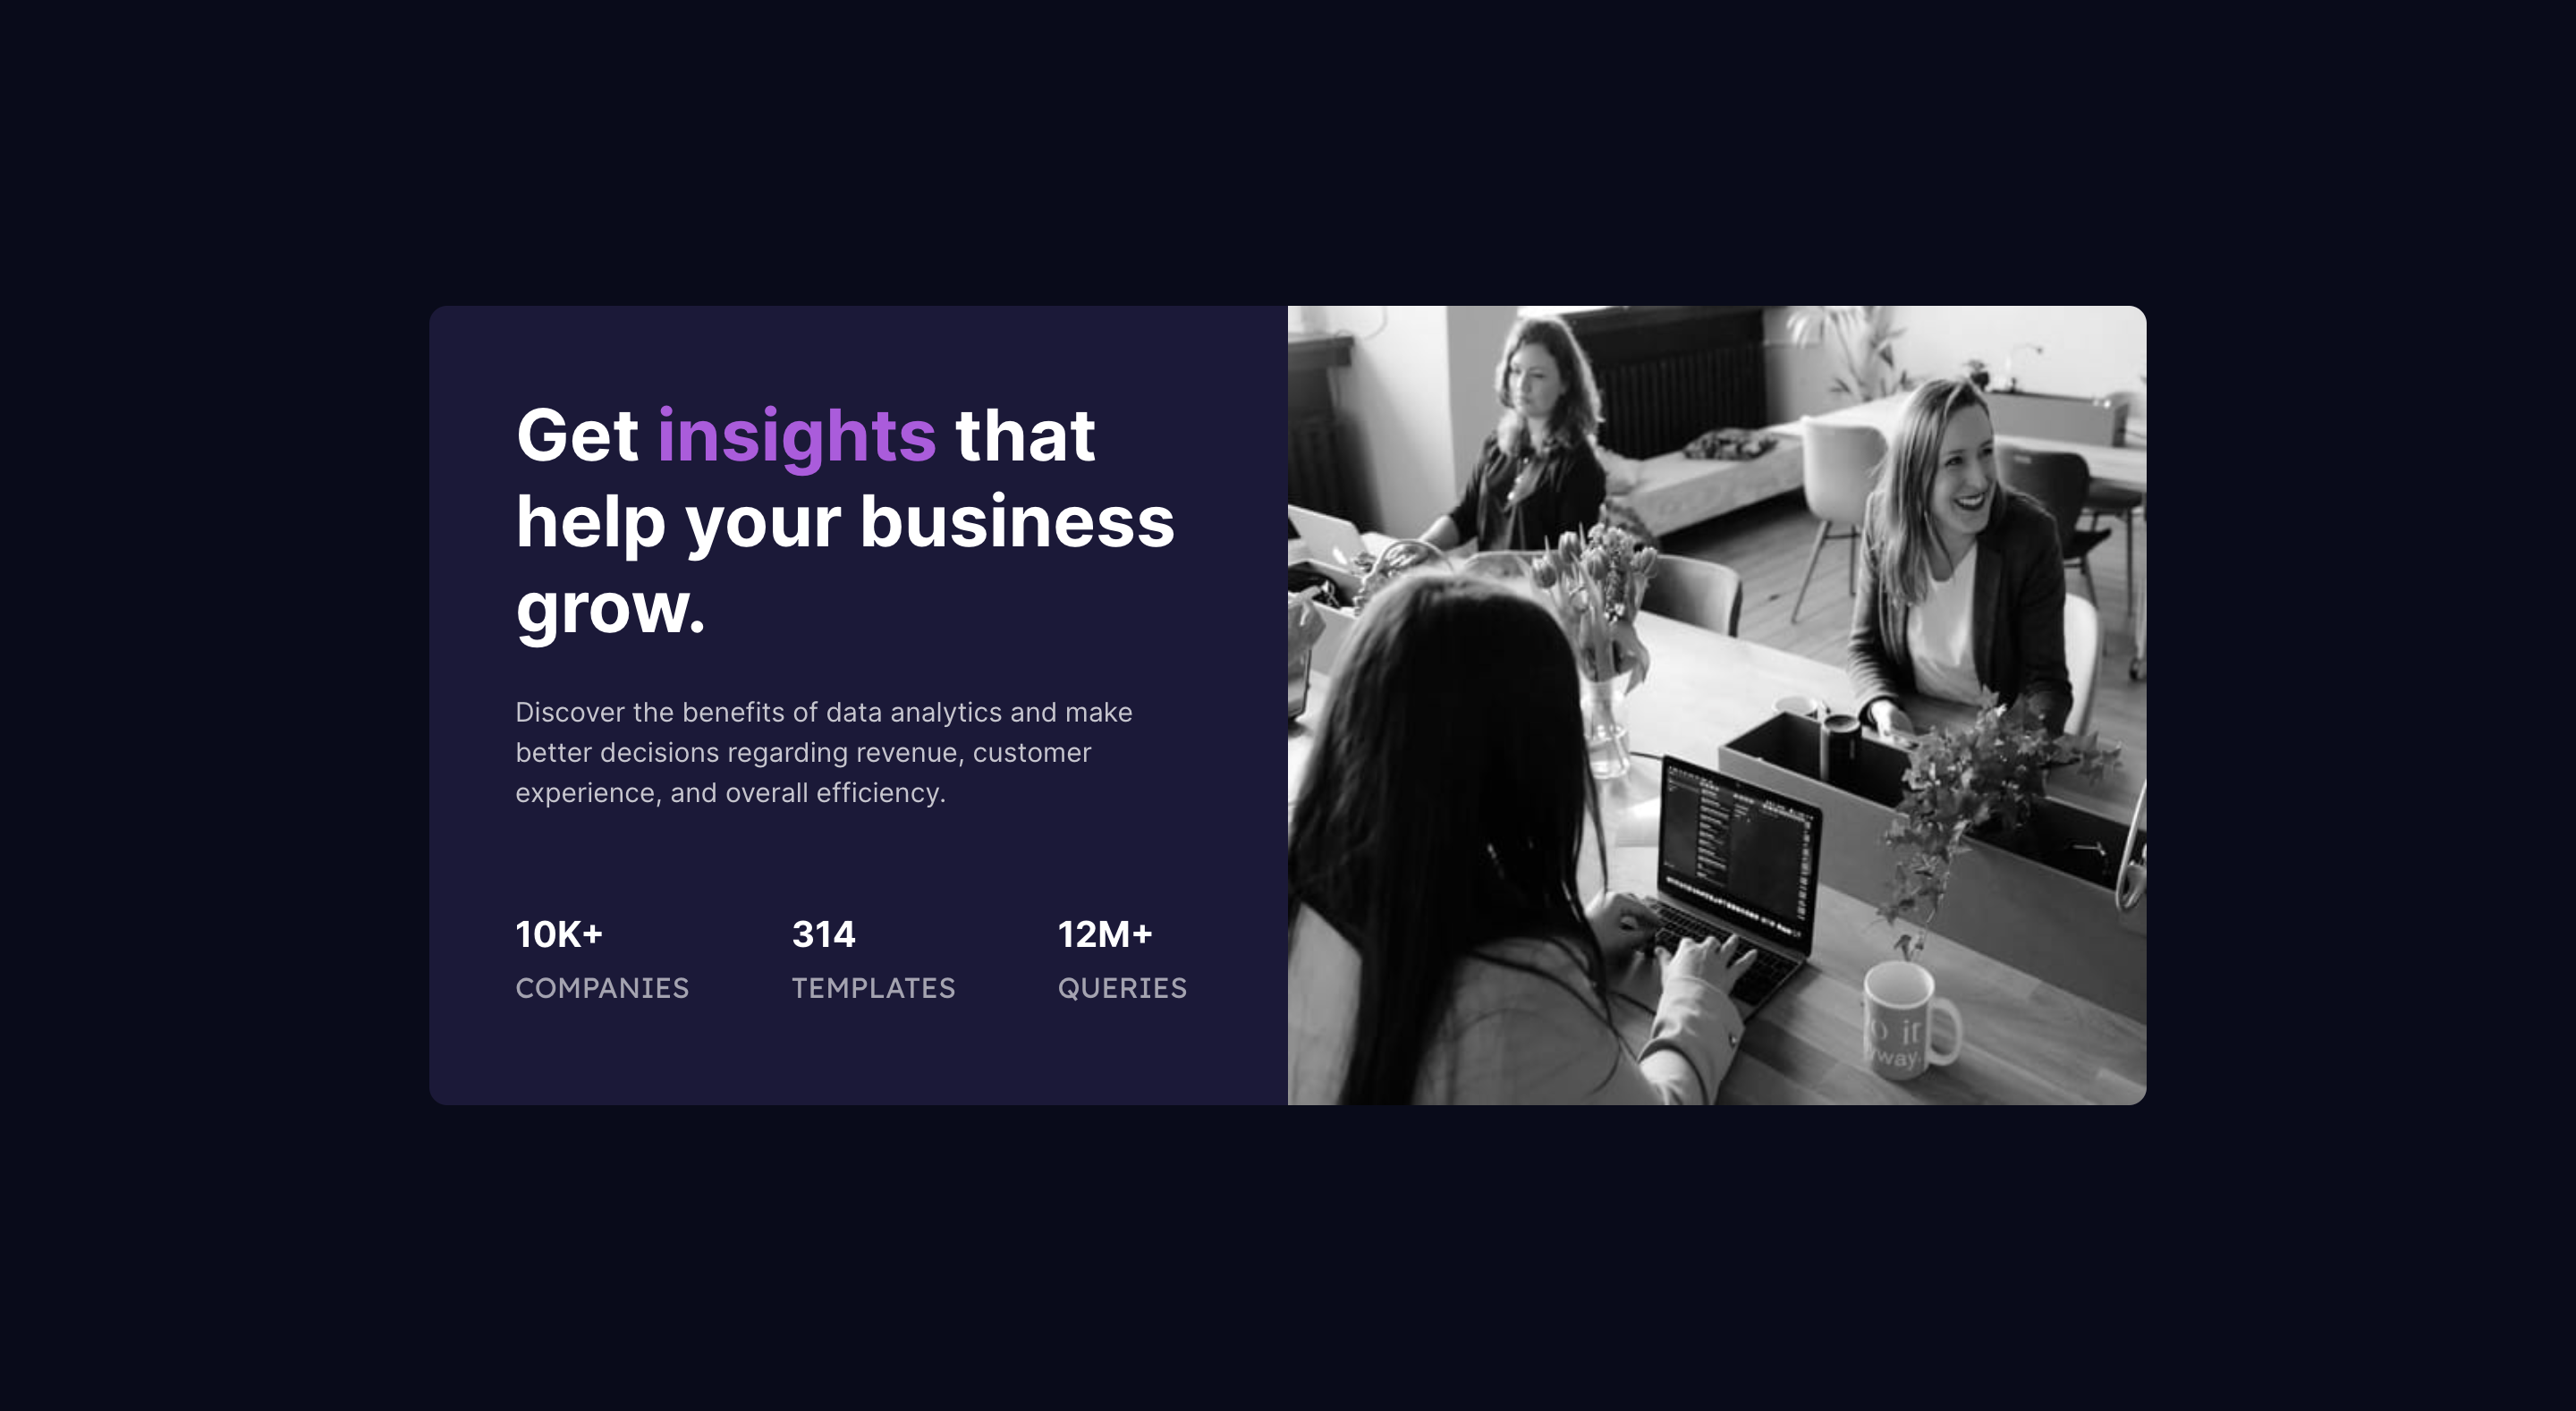 Get insights that
help your business
grow.
Discover the benefits of data analytics and make
better decisions regarding revenue, customer
experience, and overall efficiency.
10K+ 314 12M+
COMPANIES TEMPLATES QUERIES
it
way.